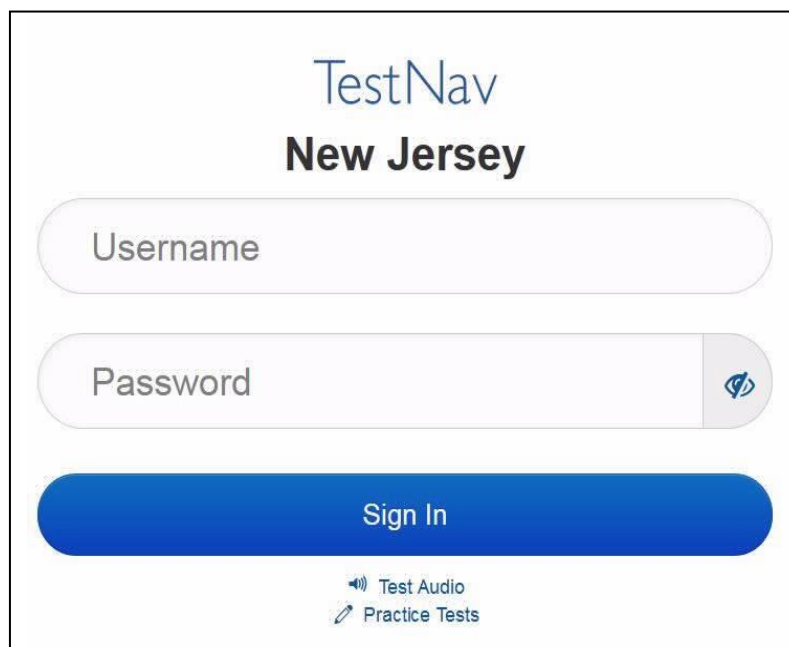 TestNav
New Jersey
Username
Password
Sign In
Test Audio
Practice Tests